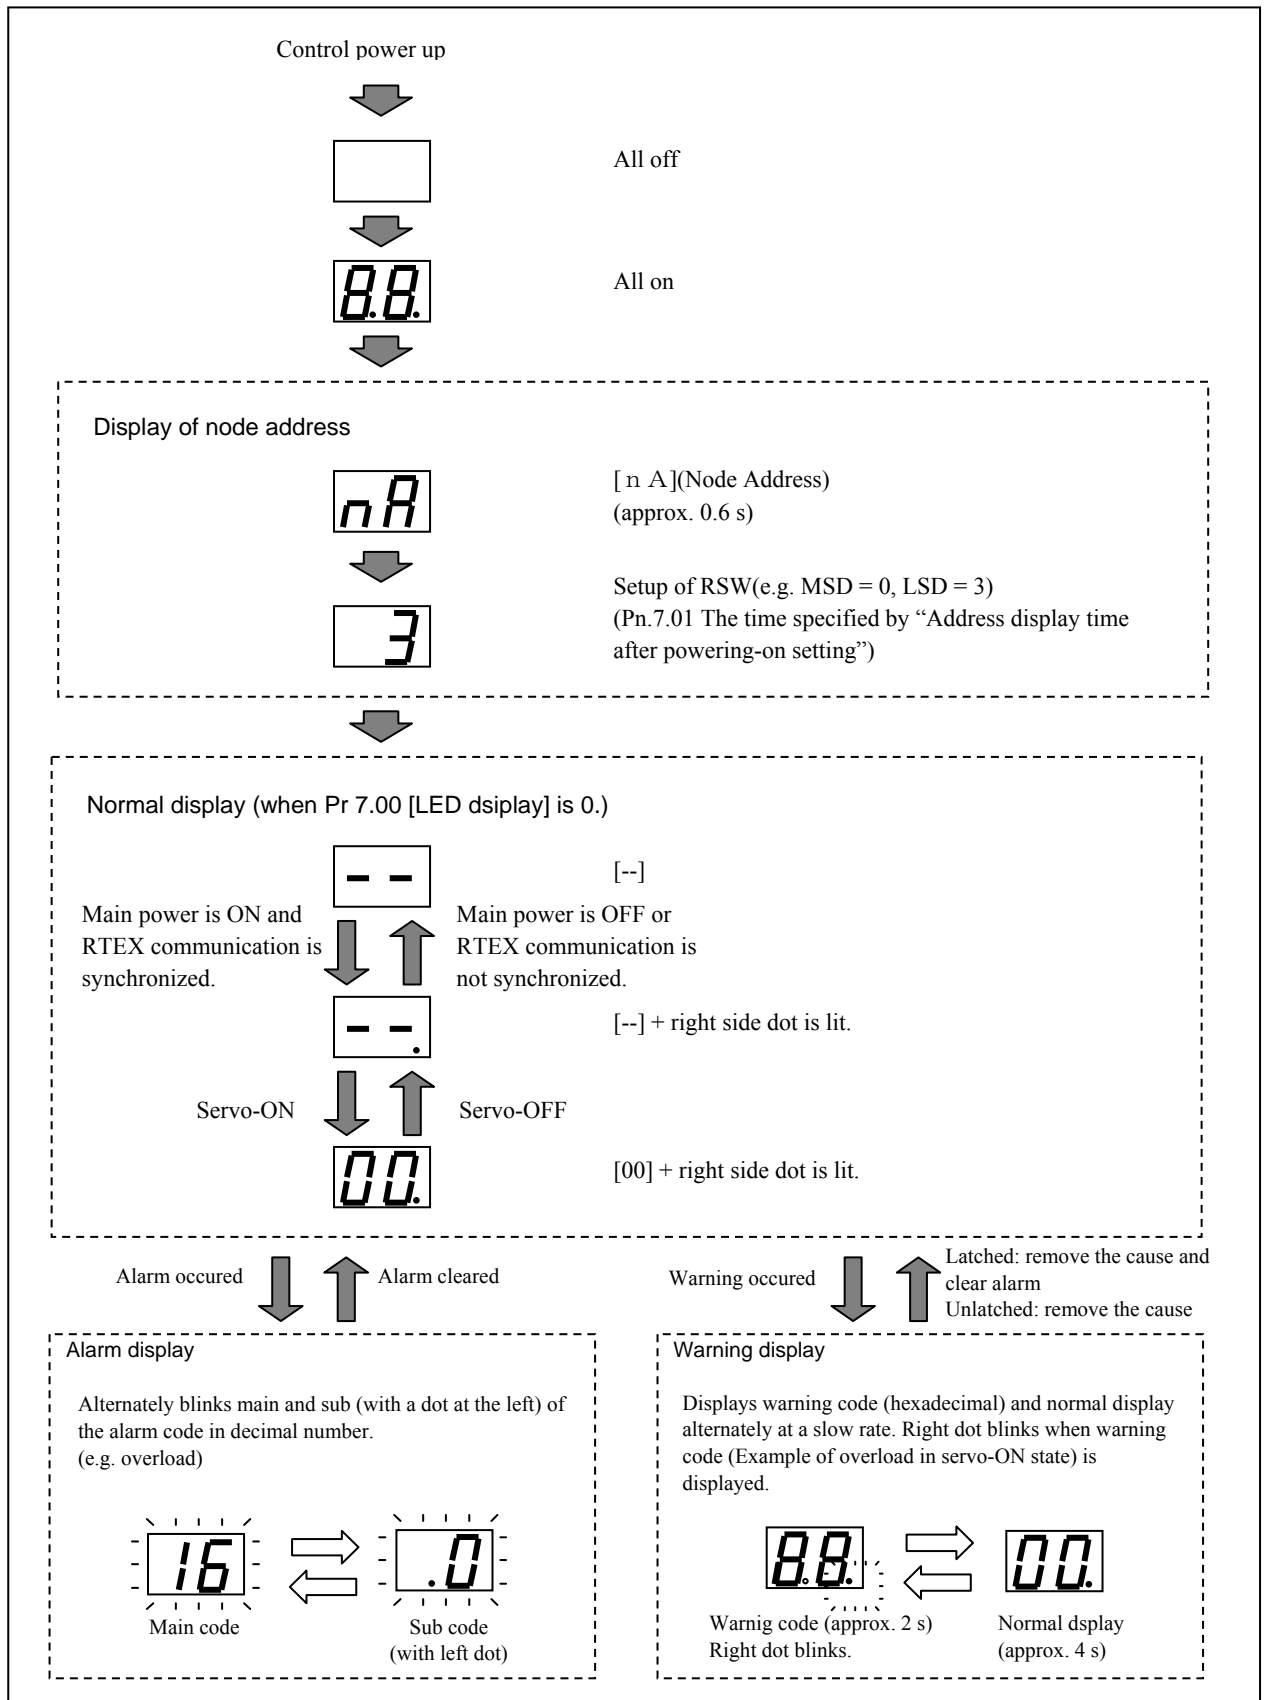 Control power up
All off
8.8.
All on
Display of node address
nA
[ n A](Node Address)
(approx. 0.6 s)
3
Setup of RSW(e.g. MSD = 0, LSD = 3)
(Pn.7.01 The time specified by “Address display time
after powering-on setting”)
Normal display (when Pr 7.00 [LED dsiplay] is 0.)
--
[--]
Main power is ON and
RTEX communication is
synchronized.
Main power is OFF or
RTEX communication is
not synchronized.
--.
[--] + right side dot is lit.
Servo-ON
Servo-OFF
00.
[00] + right side dot is lit.
Alarm occured
Alarm cleared
Warning occured
Latched: remove the cause and
clear alarm
Unlatched: remove the cause
Alarm display
Alternately blinks main and sub (with a dot at the left) of
the alarm code in decimal number.
(e.g. overload)
16
.0
Main code
Sub code
(with left dot)
Warning display
Displays warning code (hexadecimal) and normal display
alternately at a slow rate. Right dot blinks when warning
code (Example of overload in servo-ON state) is
displayed.
8.8.
00.
Warnig code (approx. 2 s)
Right dot blinks.
Normal dsplay
(approx. 4 s)